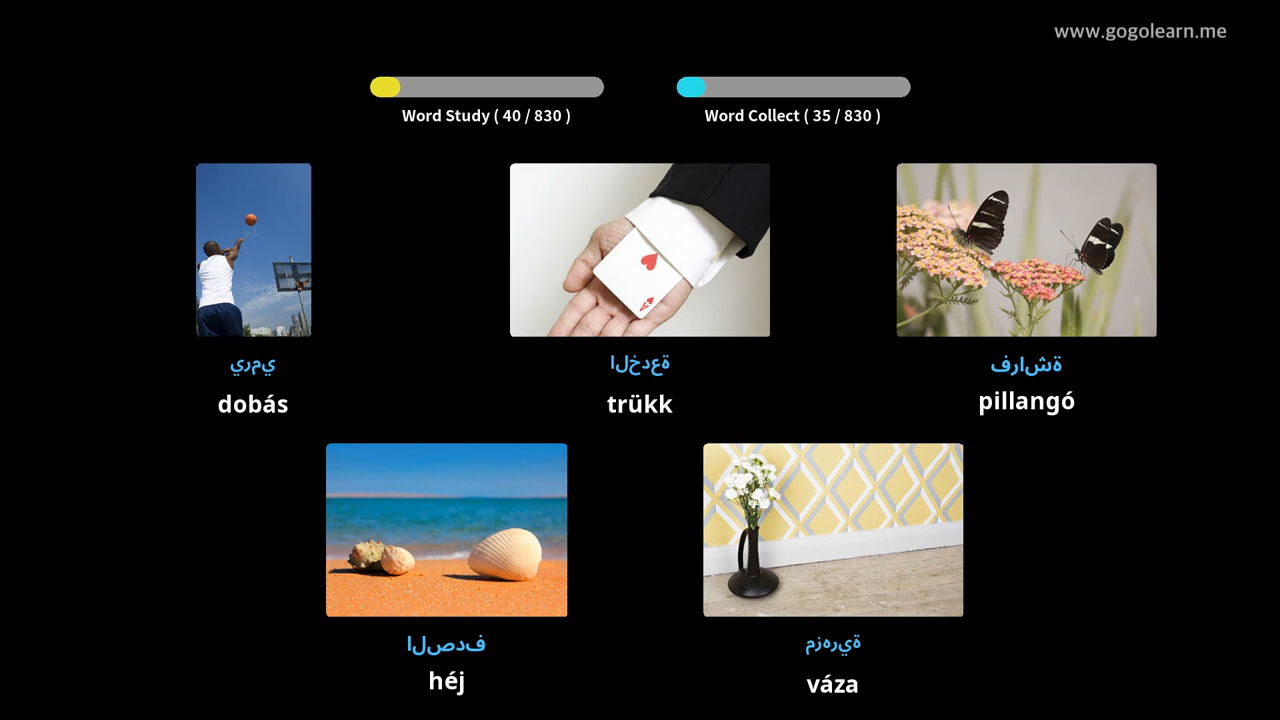 www.gogolearn.me
Word Study ( 40 / 830 )
Word Collect ( 35 / 830 )
يرمي
dobás
الخدعة
trükk
فراشة
pillangó
الصدف
héj
مزهرية
váza